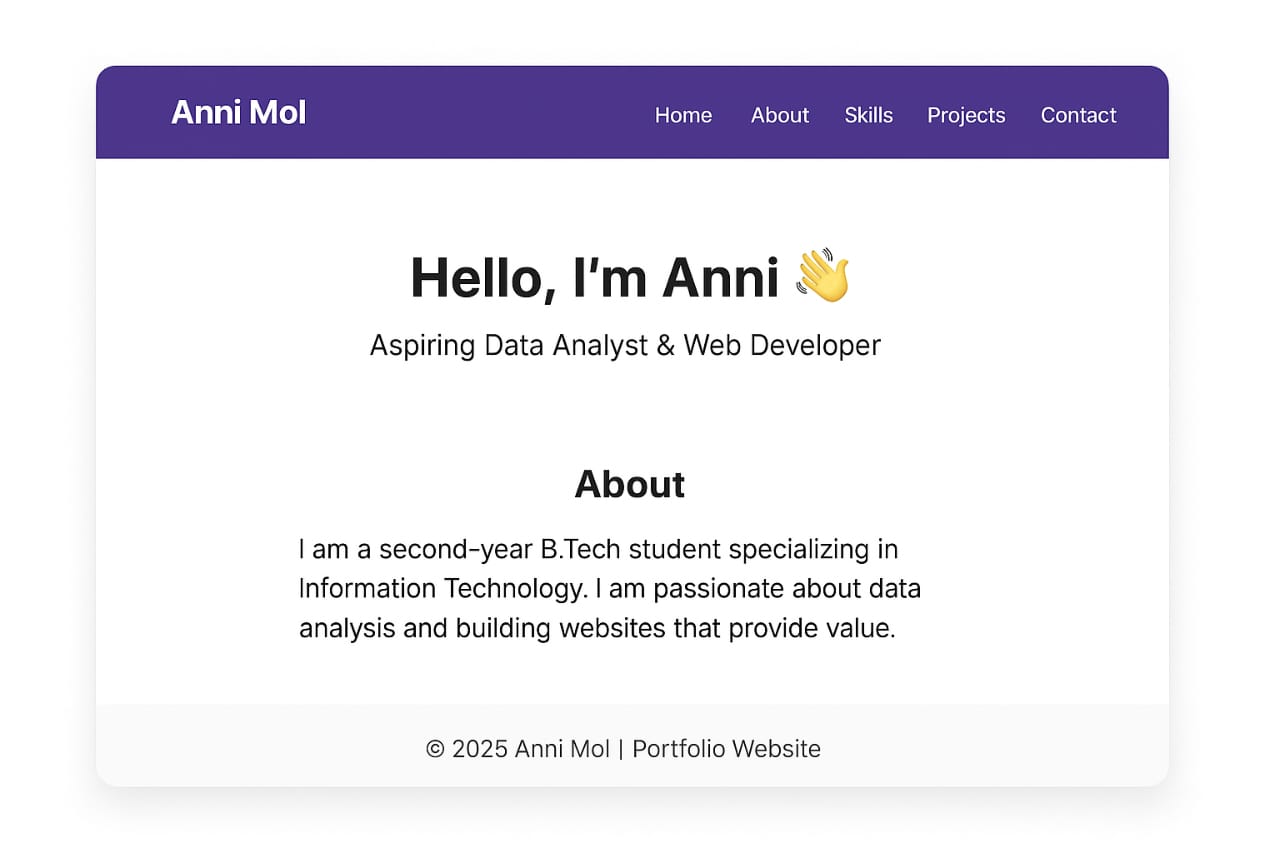 Anni Mol
Home About Skills Projects Contact
Hello, I’m Anni 👋
Aspiring Data Analyst & Web Developer
About
I am a second-year B.Tech student specializing in
Information Technology. I am passionate about data
analysis and building websites that provide value.
© 2025 Anni Mol | Portfolio Website